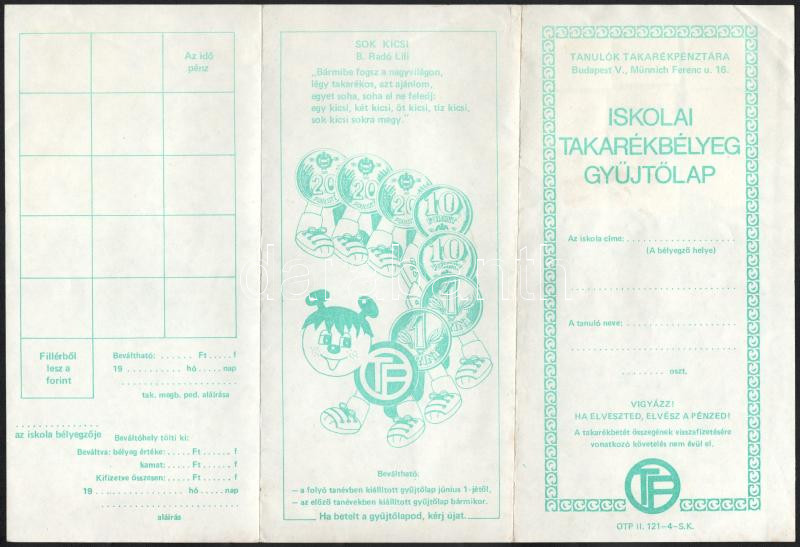 Az idő
pénz
Fillérből
lesz a
forint
Beváltható: ...... Ft ....f
19 .......... hó ..... nap
tak. megb. ped. aláírása
az iskola bélyegzője
Beváltóhely tölti ki:
Beváltva: bélyeg értéke: ..... Ft .... f
kamat: ..... Ft .... f
Kifizetve összesen: ..... Ft .... f
19 .......... hó ..... nap
aláírás
SOK KICSI
B. Radó Lili
„Bármibe fogsz a nagyvilágon,
légy takarékos, azt ajánlom,
egyet soha, soha el ne feledj:
egy kicsi, két kicsi, öt kicsi, tíz kicsi,
sok kicsi sokra megy."
20
20
20
10
10
1
1
TF
Beváltható:
— a folyó tanévben kiállított gyűjtőlap június 1-jétől,
— az előző tanévekben kiállított gyűjtőlap bármikor.
Ha betelt a gyűjtőlapod, kérj újat.
TANULÓK TAKARÉKPÉNZTÁRA
Budapest V., Münnich Ferenc u. 16.
ISKOLAI
TAKARÉKBÉLYEG
GYŰJTŐLAP
Az iskola címe: ....................
(A bélyegző helye)
A tanuló neve: ....................
........ oszt.
VIGYÁZZ!
HA ELVESZTED, ELVÉSZ A PÉNZED!
A takarékbetét összegének visszafizetésére
vonatkozó követelés nem évül el.
TF
OTP II. 121—4—S.K.